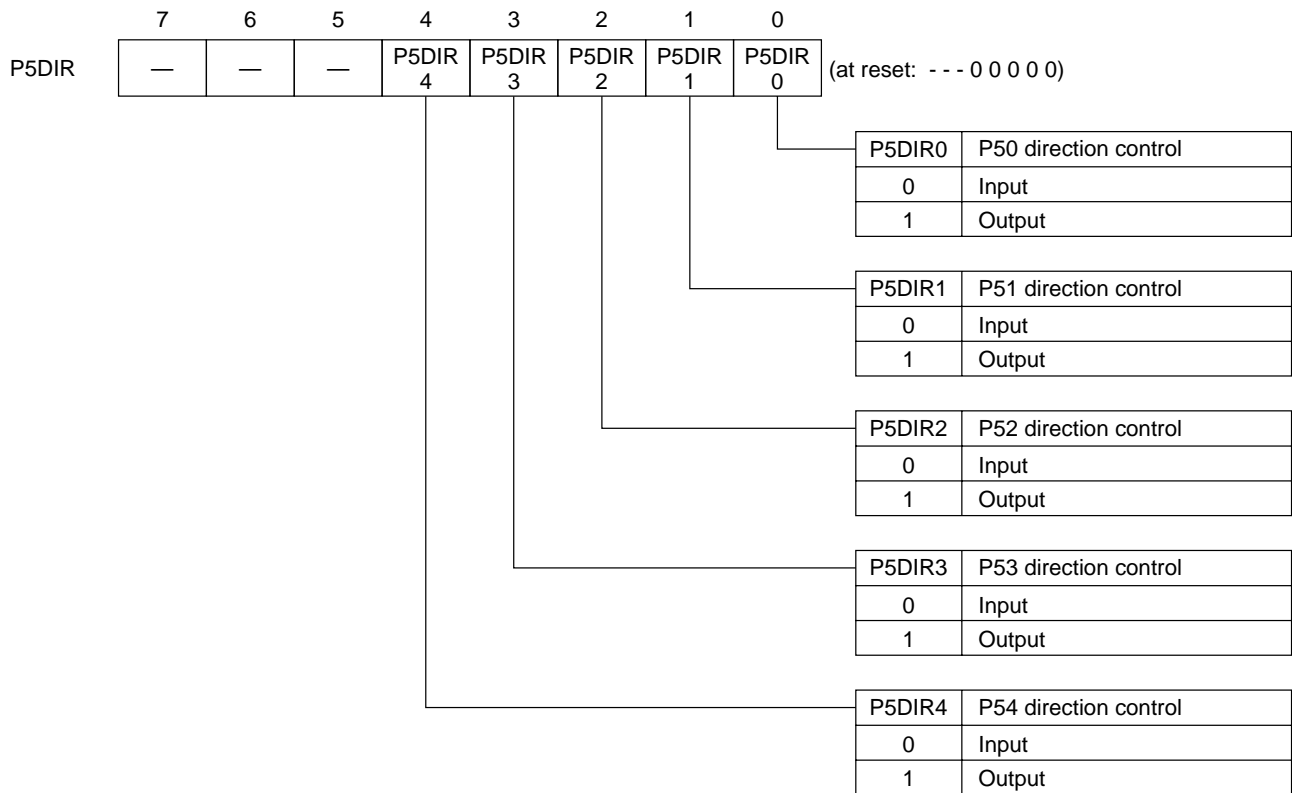 7 6 5 4 3 2 1 0
P5DIR — — — P5DIR 4 P5DIR 3 P5DIR 2 P5DIR 1 P5DIR 0 (at reset: - - - 0 0 0 0 0)
P5DIR0 P50 direction control
0 Input
1 Output
P5DIR1 P51 direction control
0 Input
1 Output
P5DIR2 P52 direction control
0 Input
1 Output
P5DIR3 P53 direction control
0 Input
1 Output
P5DIR4 P54 direction control
0 Input
1 Output